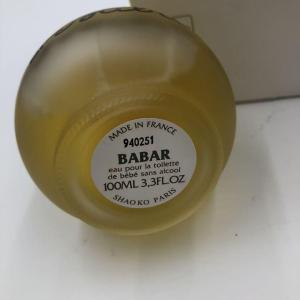 MADE IN FRANCE
940251
BABAR
eau pour la toilette
de bébé sans alcool
100ML 3,3FL.OZ
SHAOKO PARIS